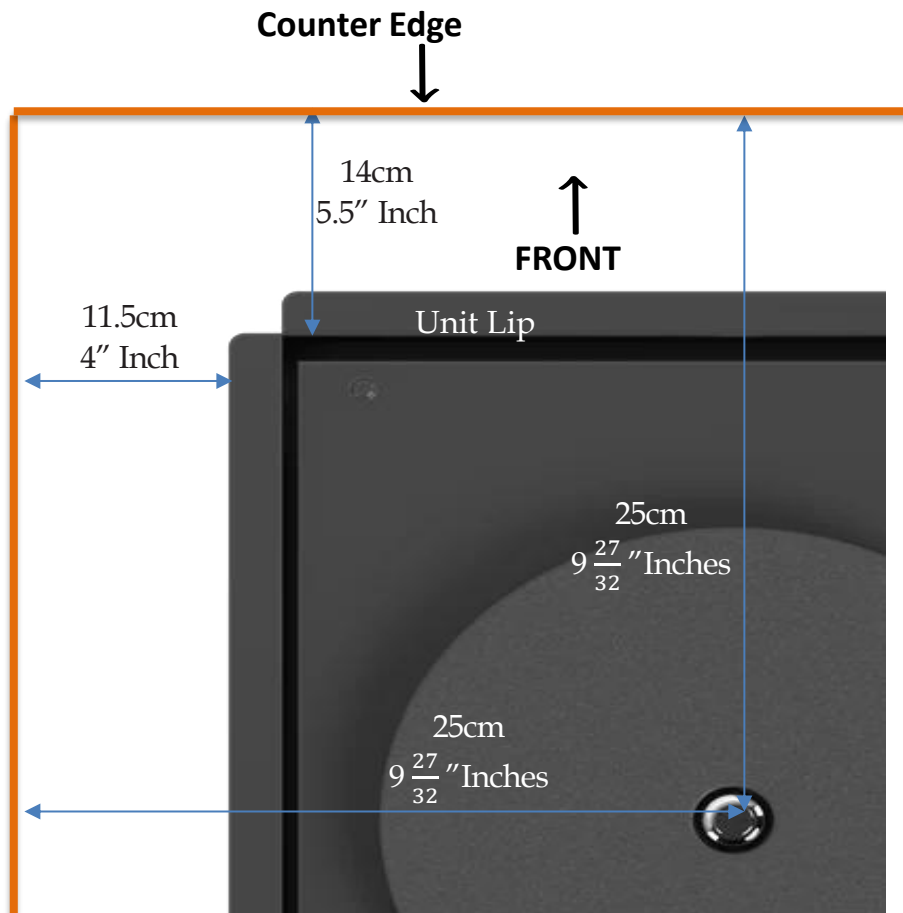 Counter Edge
14cm
5.5” Inch
FRONT
11.5cm
4” Inch
Unit Lip
25cm
9 27/32 ”Inches
25cm
9 27/32 ”Inches